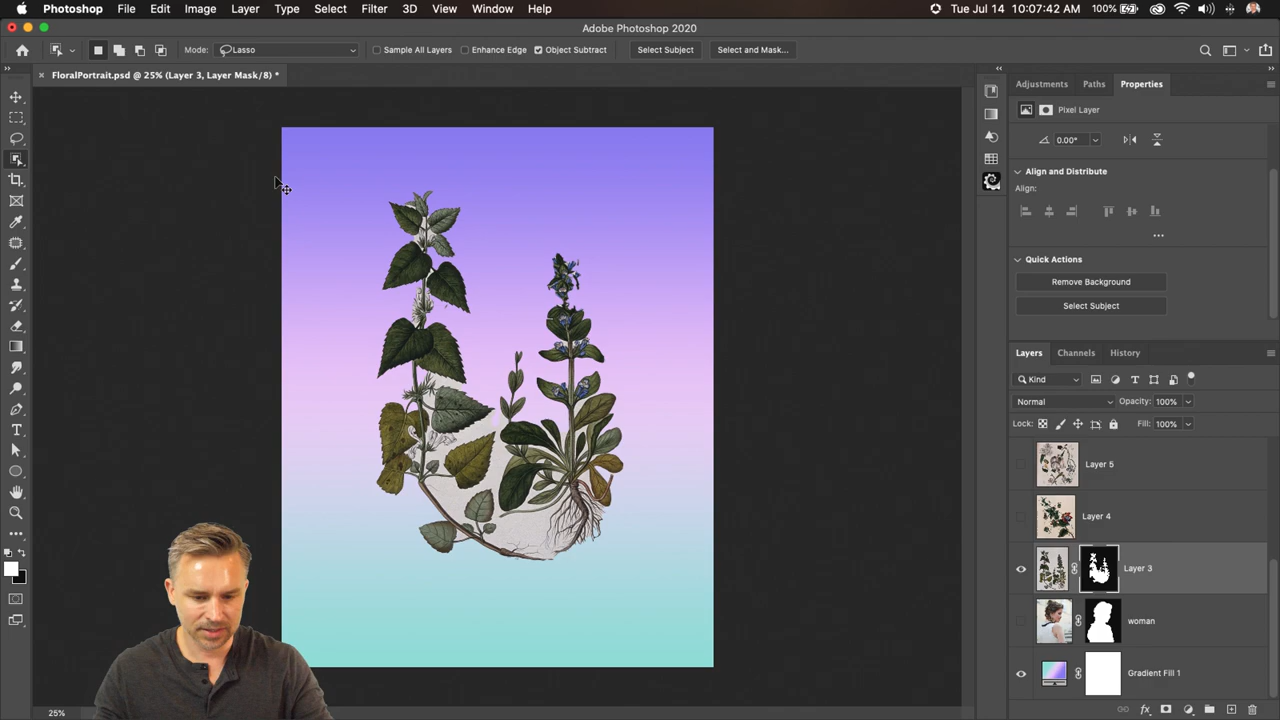 Photoshop File Edit Image Layer Type Select Filter 3D View Window Help 100% Tue Jul 14 10:07:42 AM
Adobe Photoshop 2020
Mode: Lasso Sample All Layers Enhance Edge Object Subtract Select Subject Select and Mask...
× FloralPortrait.psd @ 25% (Layer 3, Layer Mask/8) *
Adjustments Paths Properties
Pixel Layer
0.00°
Align and Distribute
Align:
Quick Actions
Remove Background
Select Subject
Layers Channels History
Kind
Normal Opacity: 100%
Lock: Fill: 100%
Layer 5
Layer 4
Layer 3
woman
Gradient Fill 1
25%